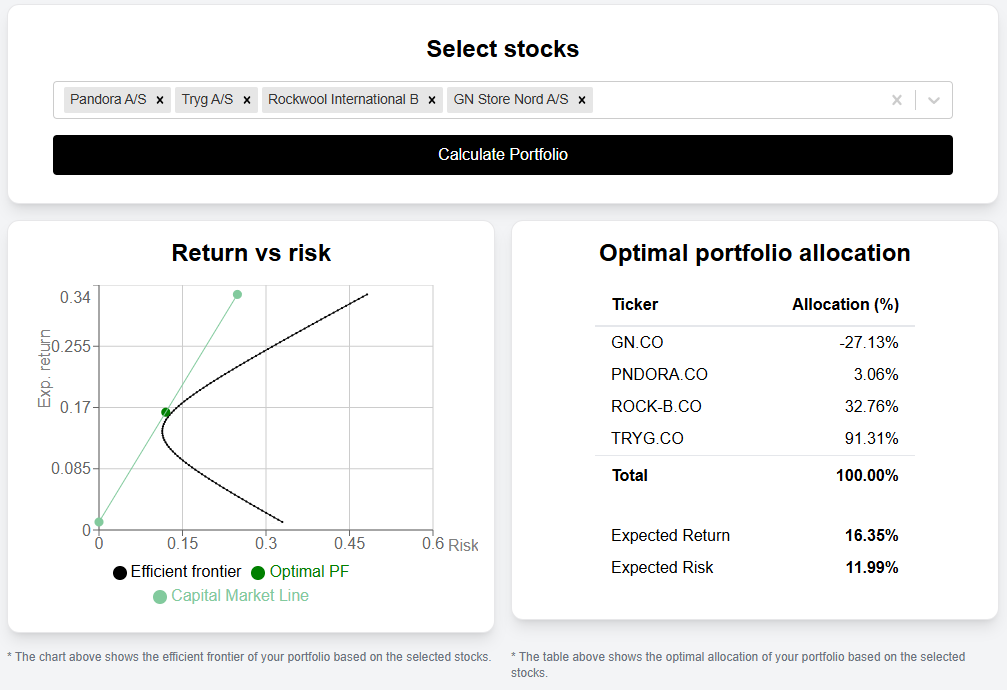 Select stocks
Pandora A/S × Tryg A/S × Rockwool International B × GN Store Nord A/S ×
Calculate Portfolio
Return vs risk
Exp. return
0.34
0.255
0.17
0.085
0
0 0.15 0.3 0.45 0.6 Risk
Efficient frontier Optimal PF
Capital Market Line
Optimal portfolio allocation
Ticker Allocation (%)
GN.CO -27.13%
PNDORA.CO 3.06%
ROCK-B.CO 32.76%
TRYG.CO 91.31%
Total 100.00%
Expected Return 16.35%
Expected Risk 11.99%
* The chart above shows the efficient frontier of your portfolio based on the selected stocks.
* The table above shows the optimal allocation of your portfolio based on the selected
stocks.